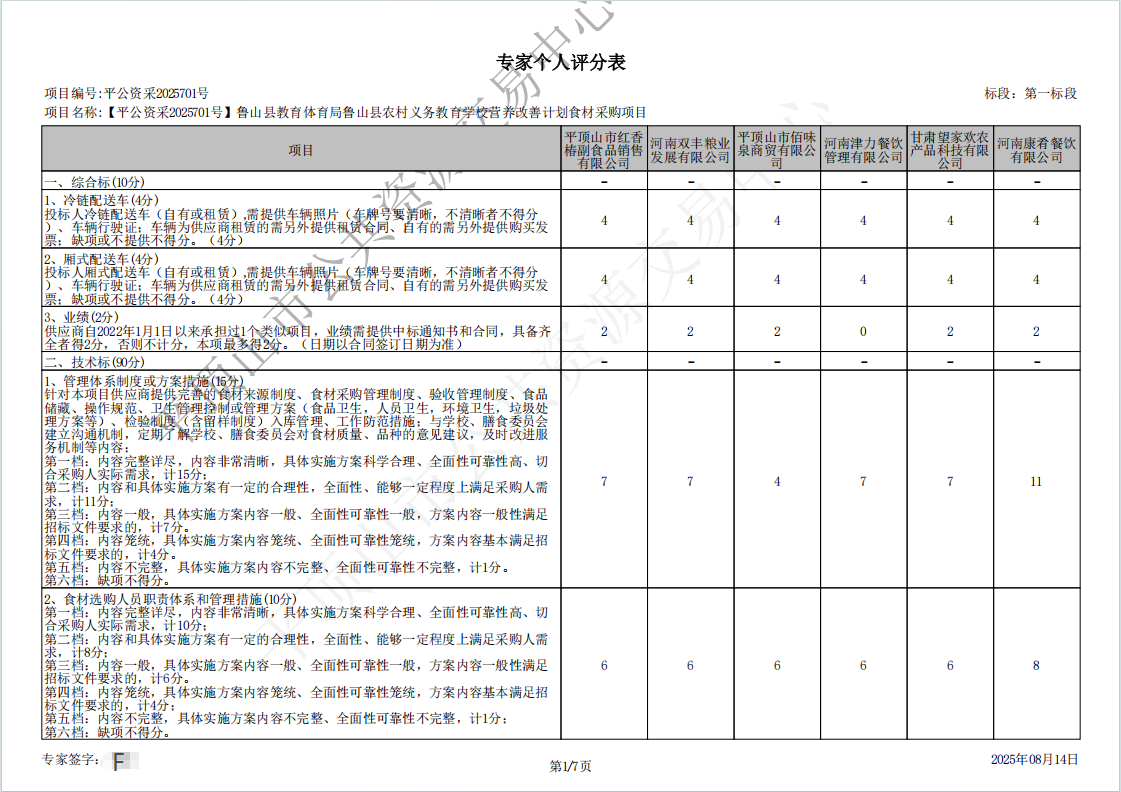 专家个人评分表
项目编号:平公资采2025701号
标段：第一标段
项目名称:【平公资采2025701号】鲁山县教育体育局鲁山县农村义务教育学校营养改善计划食材采购项目
项目
平顶山市红香
椿副食品销售
有限公司
河南双丰粮业
发展有限公司
平顶山市佰味
泉商贸有限公
司
河南津力餐饮
管理有限公司
甘肃望家欢农
产品科技有限
公司
河南康肴餐饮
有限公司
一、综合标(10分)
－ － － － － －
1、冷链配送车(4分)
投标人冷链配送车（自有或租赁）,需提供车辆照片（车牌号要清晰，不清晰者不得分
）、车辆行驶证；车辆为供应商租赁的需另外提供租赁合同、自有的需另外提供购买发
票；缺项或不提供不得分。（4分）
4 4 4 4 4 4
2、厢式配送车(4分)
投标人厢式配送车（自有或租赁）,需提供车辆照片（车牌号要清晰，不清晰者不得分
）、车辆行驶证；车辆为供应商租赁的需另外提供租赁合同、自有的需另外提供购买发
票；缺项或不提供不得分。（4分）
4 4 4 4 4 4
3、业绩(2分)
供应商自2022年1月1日以来承担过1个类似项目，业绩需提供中标通知书和合同，具备齐
全者得2分，否则不计分，本项最多得2分。（日期以合同签订日期为准）
2 2 2 0 2 2
二、技术标(90分)
－ － － － － －
1、管理体系制度或方案措施(15分)
针对本项目供应商提供完善的食材来源制度、食材采购管理制度、验收管理制度、食品
储藏、操作规范、卫生管理控制或管理方案（食品卫生，人员卫生，环境卫生，垃圾处
理方案等）、检验制度（含留样制度）入库管理、工作防范措施；与学校、膳食委员会
建立沟通机制，定期了解学校、膳食委员会对食材质量、品种的意见建议，及时改进服
务机制等内容；
第一档：内容完整详尽，内容非常清晰，具体实施方案科学合理、全面性可靠性高、切
合采购人实际需求，计15分；
第二档：内容和具体实施方案有一定的合理性，全面性、能够一定程度上满足采购人需
求，计11分；
第三档：内容一般，具体实施方案内容一般、全面性可靠性一般，方案内容一般性满足
招标文件要求的，计7分。
第四档：内容笼统，具体实施方案内容笼统、全面性可靠性笼统，方案内容基本满足招
标文件要求的，计4分。
第五档：内容不完整，具体实施方案内容不完整、全面性可靠性不完整，计1分。
第六档：缺项不得分。
7 7 4 7 7 11
2、食材选购人员职责体系和管理措施(10分)
第一档：内容完整详尽，内容非常清晰，具体实施方案科学合理、全面性可靠性高、切
合采购人实际需求，计10分；
第二档：内容和具体实施方案有一定的合理性，全面性、能够一定程度上满足采购人需
求，计8分；
第三档：内容一般，具体实施方案内容一般、全面性可靠性一般，方案内容一般性满足
招标文件要求的，计6分。
第四档：内容笼统，具体实施方案内容笼统、全面性可靠性笼统，方案内容基本满足招
标文件要求的，计4分；
第五档：内容不完整，具体实施方案内容不完整、全面性可靠性不完整，计1分；
第六档：缺项不得分。
6 6 6 6 6 8
专家签字： F
第1/7页
2025年08月14日
平顶山市公共资源交易中心
平顶山市公共资源交易中心